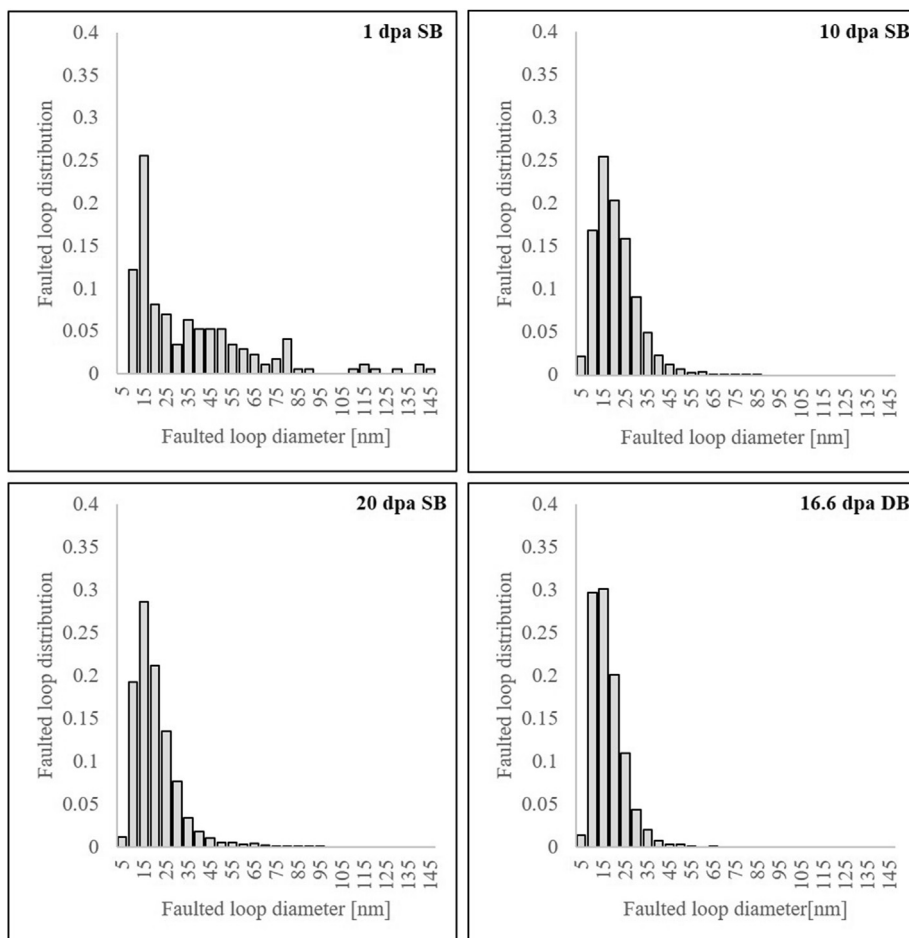 1 dpa SB
Faulted loop distribution
0.4
0.35
0.3
0.25
0.2
0.15
0.1
0.05
0
5 15 25 35 45 55 65 75 85 95 105 115 125 135 145
Faulted loop diameter [nm]
10 dpa SB
Faulted loop distribution
0.4
0.35
0.3
0.25
0.2
0.15
0.1
0.05
0
5 15 25 35 45 55 65 75 85 95 105 115 125 135 145
Faulted loop diameter [nm]
20 dpa SB
Faulted loop distribution
0.4
0.35
0.3
0.25
0.2
0.15
0.1
0.05
0
5 15 25 35 45 55 65 75 85 95 105 115 125 135 145
Faulted loop diameter [nm]
16.6 dpa DB
Faulted loop distribution
0.4
0.35
0.3
0.25
0.2
0.15
0.1
0.05
0
5 15 25 35 45 55 65 75 85 95 105 115 125 135 145
Faulted loop diameter[nm]